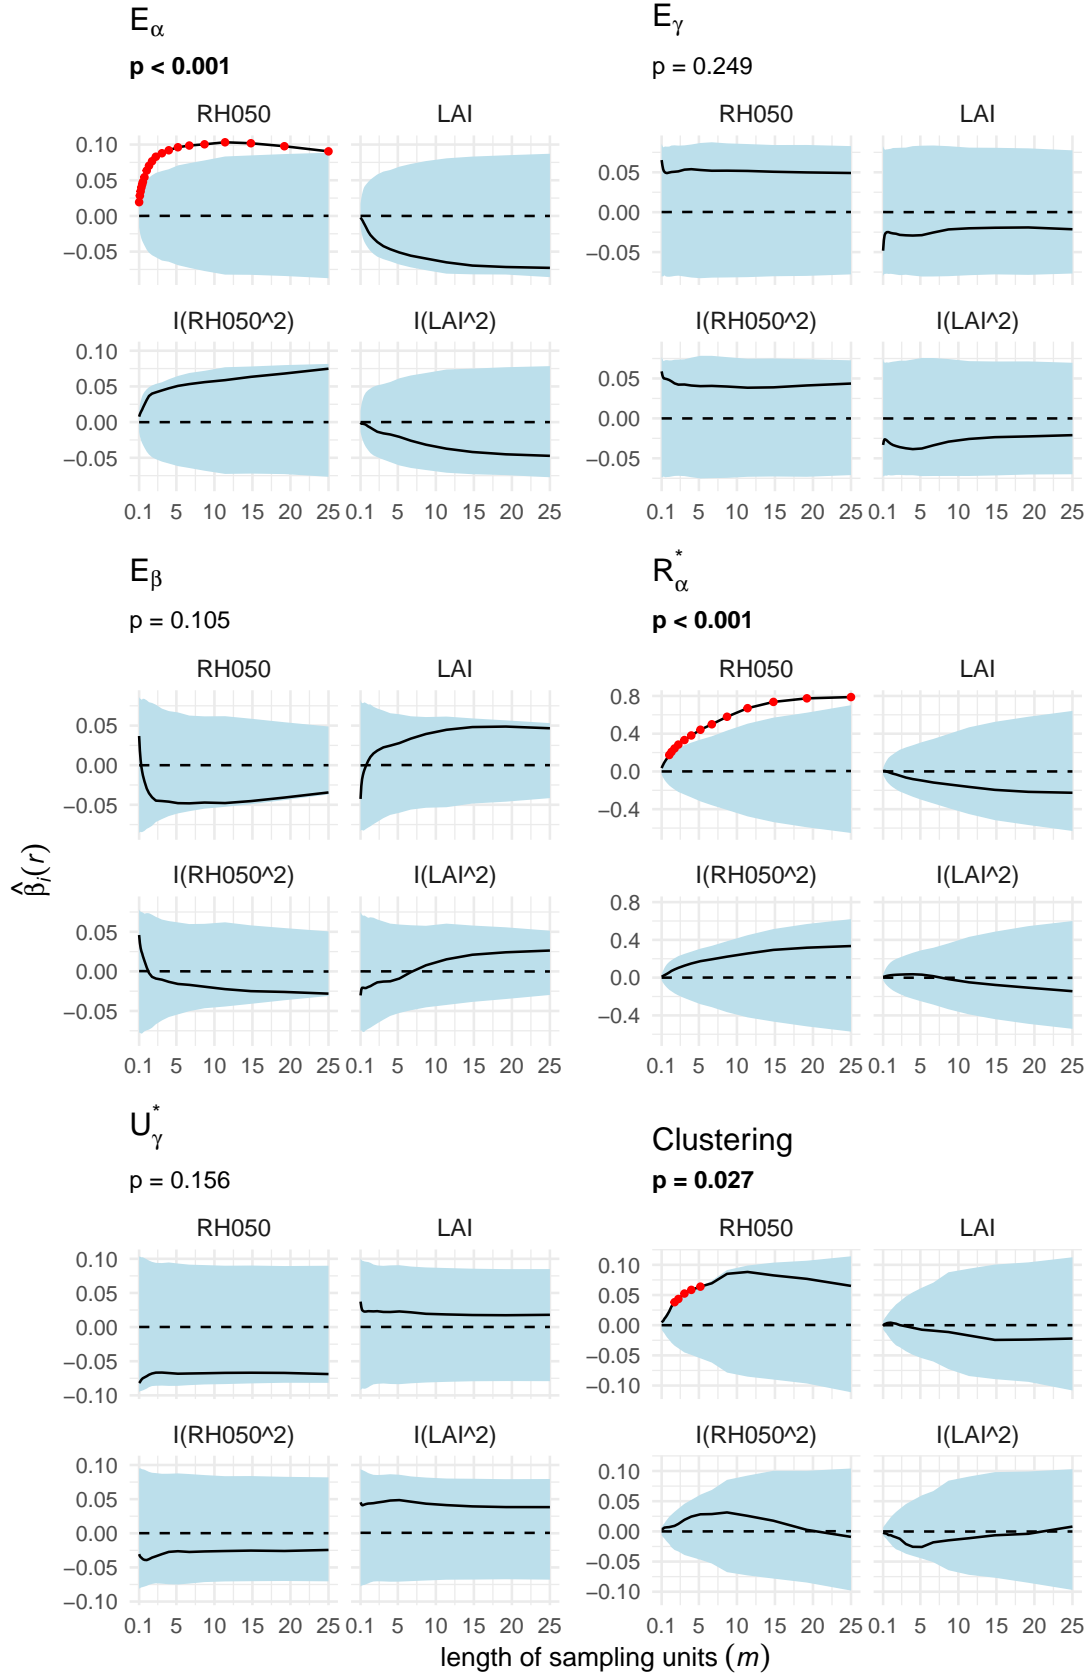 E_α
p < 0.001
RH050 LAI
0.10
0.05
0.00
−0.05
I(RH050^2) I(LAI^2)
0.10
0.05
0.00
−0.05
0.1 5 10 15 20 25 0.1 5 10 15 20 25
E_γ
p = 0.249
RH050 LAI
0.05
0.00
−0.05
I(RH050^2) I(LAI^2)
0.05
0.00
−0.05
0.1 5 10 15 20 25 0.1 5 10 15 20 25
E_β
p = 0.105
RH050 LAI
0.05
0.00
−0.05
I(RH050^2) I(LAI^2)
0.05
0.00
−0.05
0.1 5 10 15 20 25 0.1 5 10 15 20 25
R*_α
p < 0.001
RH050 LAI
0.8
0.4
0.0
−0.4
I(RH050^2) I(LAI^2)
0.8
0.4
0.0
−0.4
0.1 5 10 15 20 25 0.1 5 10 15 20 25
β̂_i(r)
U*_γ
p = 0.156
RH050 LAI
0.10
0.05
0.00
−0.05
−0.10
I(RH050^2) I(LAI^2)
0.10
0.05
0.00
−0.05
−0.10
0.1 5 10 15 20 25 0.1 5 10 15 20 25
Clustering
p = 0.027
RH050 LAI
0.10
0.05
0.00
−0.05
−0.10
I(RH050^2) I(LAI^2)
0.10
0.05
0.00
−0.05
−0.10
0.1 5 10 15 20 25 0.1 5 10 15 20 25
length of sampling units (m)